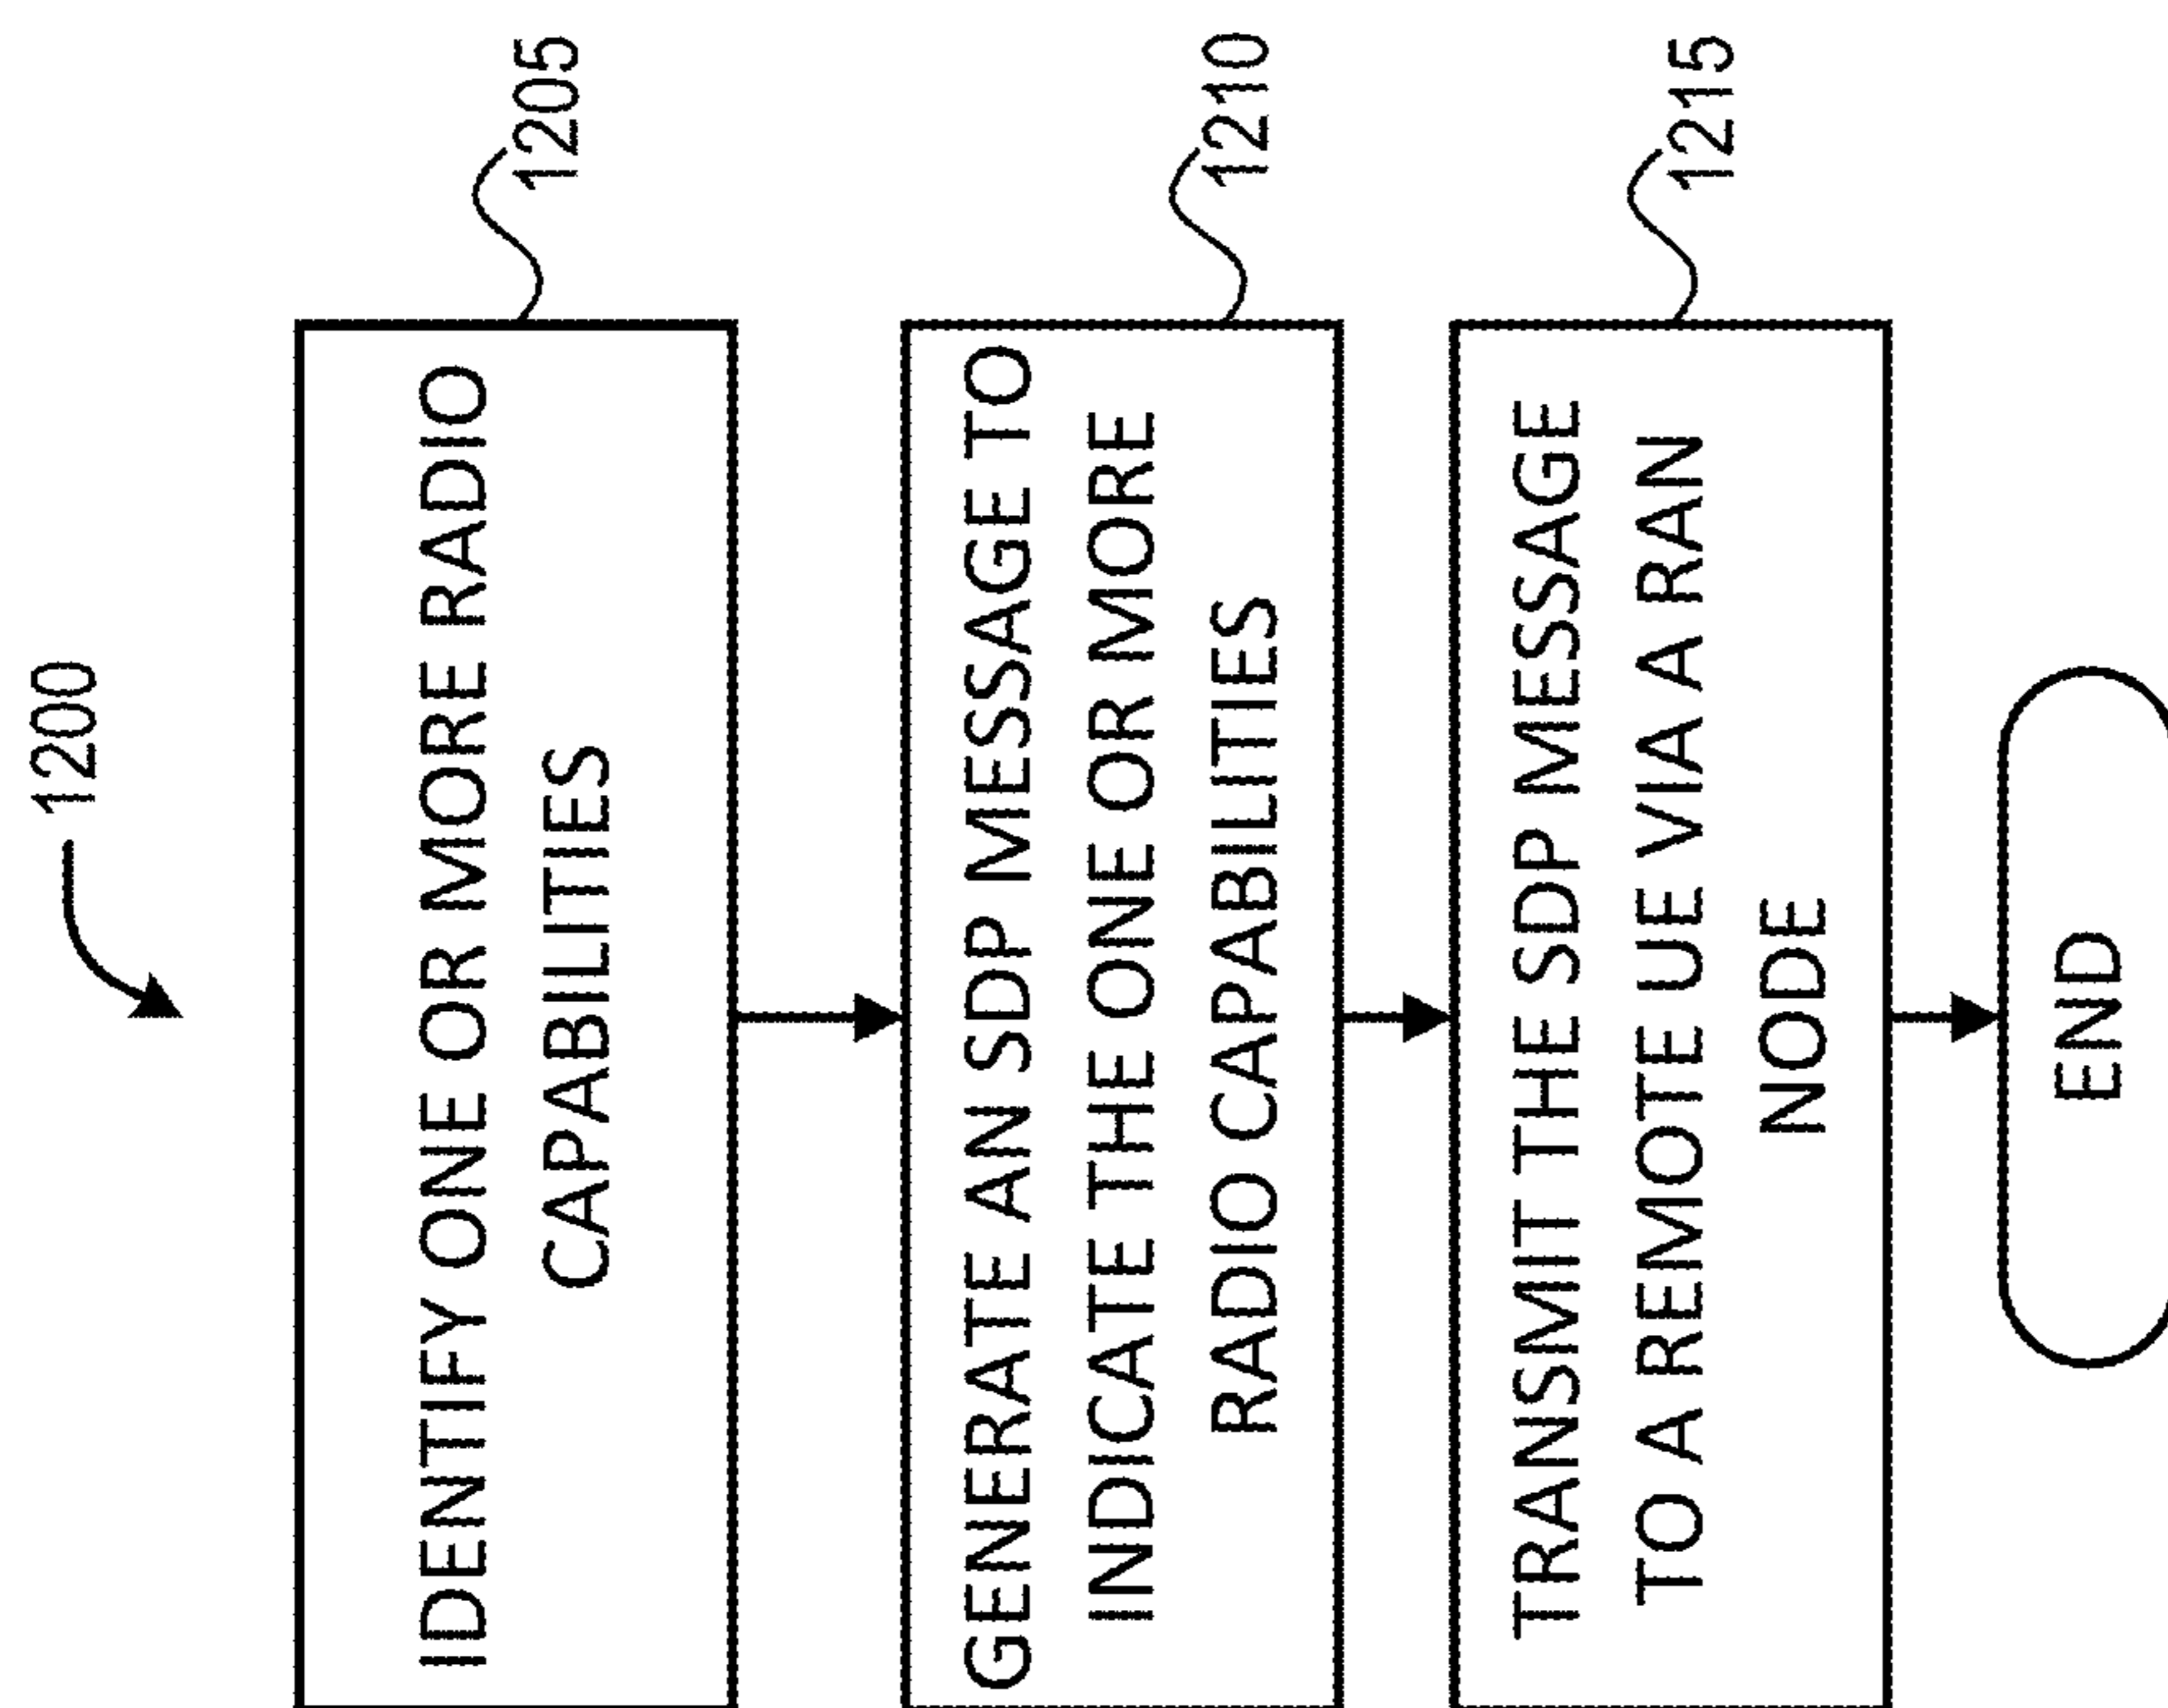 1200
IDENTIFY ONE OR MORE RADIO
CAPABILITIES
1205
GENERATE AN SDP MESSAGE TO
INDICATE THE ONE OR MORE
RADIO CAPABILITIES
1210
TRANSMIT THE SDP MESSAGE
TO A REMOTE UE VIA A RAN
NODE
1215
END